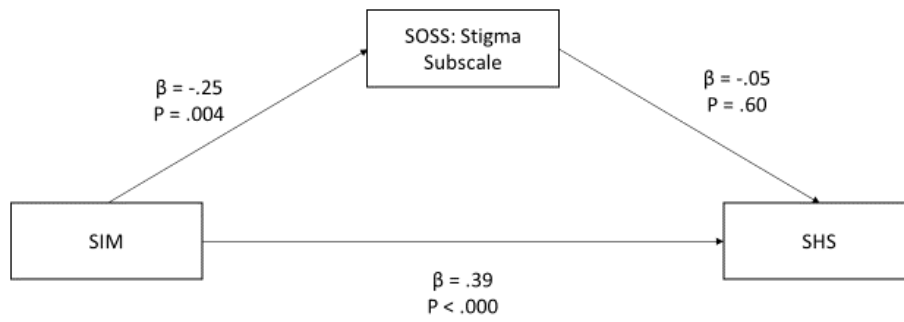 SOSS: Stigma
Subscale
β = -.25
P = .004
β = -.05
P = .60
SIM
SHS
β = .39
P < .000